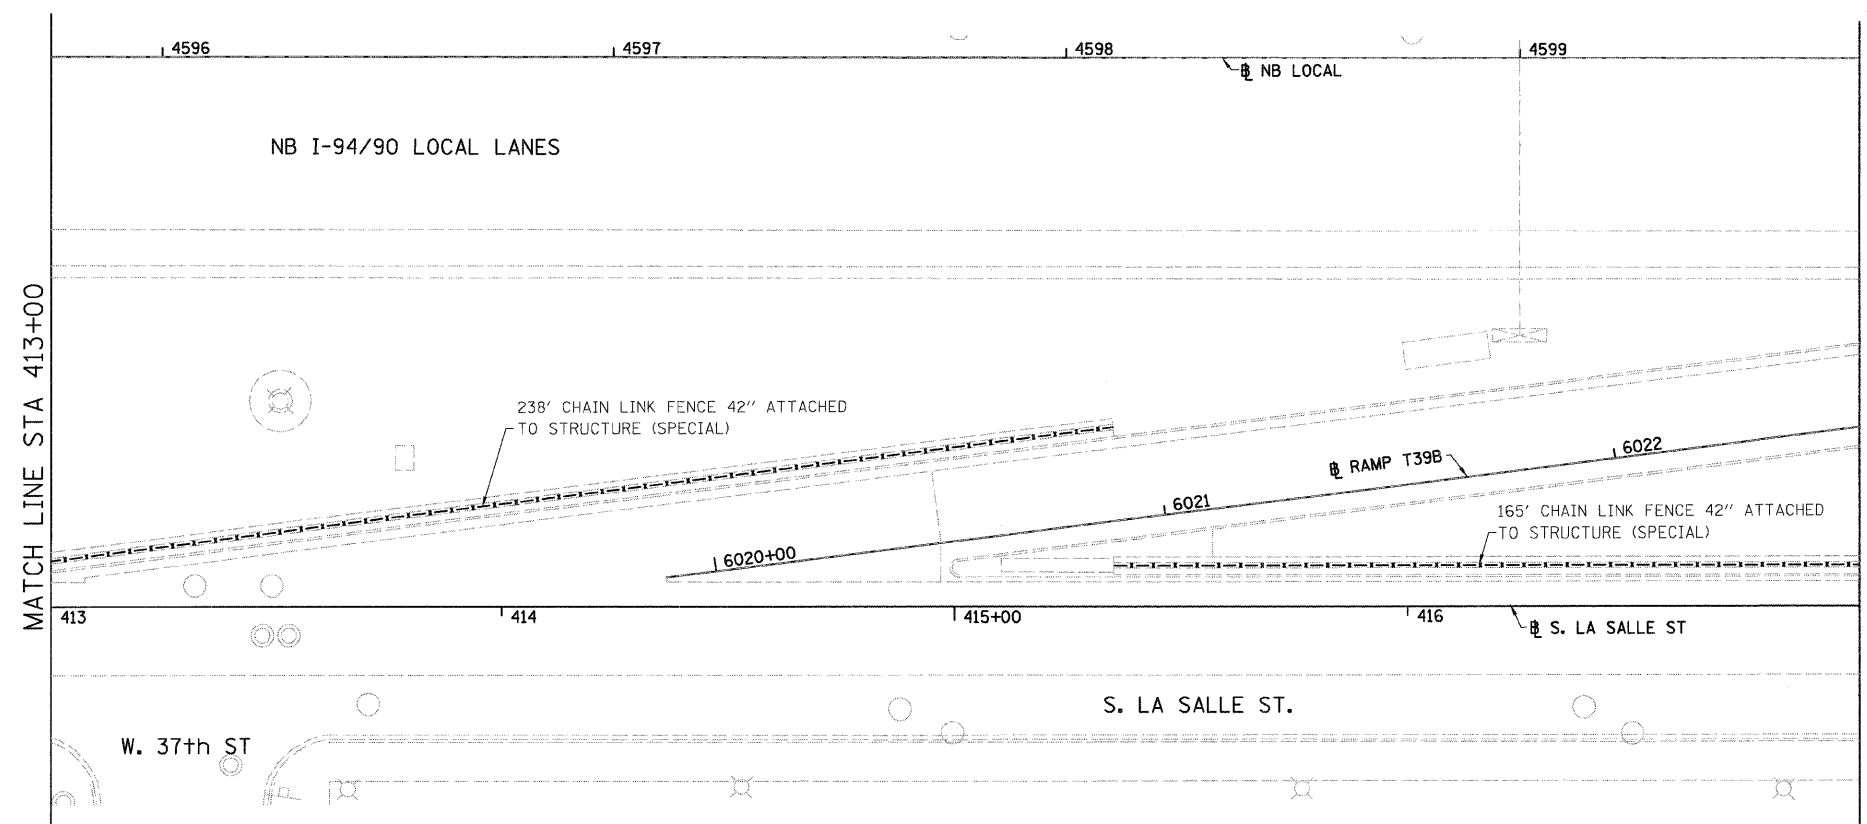 4596
4597
4598
4599
℄ NB LOCAL
NB I-94/90 LOCAL LANES
MATCH LINE STA 413+00
238' CHAIN LINK FENCE 42" ATTACHED
TO STRUCTURE (SPECIAL)
℄ RAMP T39B
6022
6021
6020+00
165' CHAIN LINK FENCE 42" ATTACHED
TO STRUCTURE (SPECIAL)
413
414
415+00
416
℄ S. LA SALLE ST
S. LA SALLE ST.
W. 37th ST